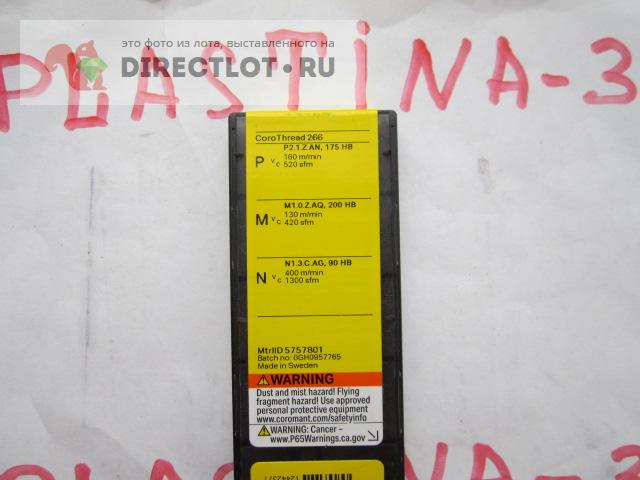 это фото из лота, выставленного на
DIRECTLOT.RU
PLASTINA-3
CoroThread 266
P2.1.Z.AN, 175 HB
P vc 160 m/min
520 sfm
M1.0.Z.AQ, 200 HB
M vc 130 m/min
420 sfm
N1.3.C.AG, 90 HB
N vc 400 m/min
1300 sfm
MtrlID 5757801
Batch no: 0GH0957765
Made in Sweden
⚠WARNING
Dust and mist hazard! Flying
fragment hazard! Use approved
personal protective equipment
www.coromant.com/safetyinfo
⚠WARNING: Cancer –
www.P65Warnings.ca.gov
PLASTINA-3